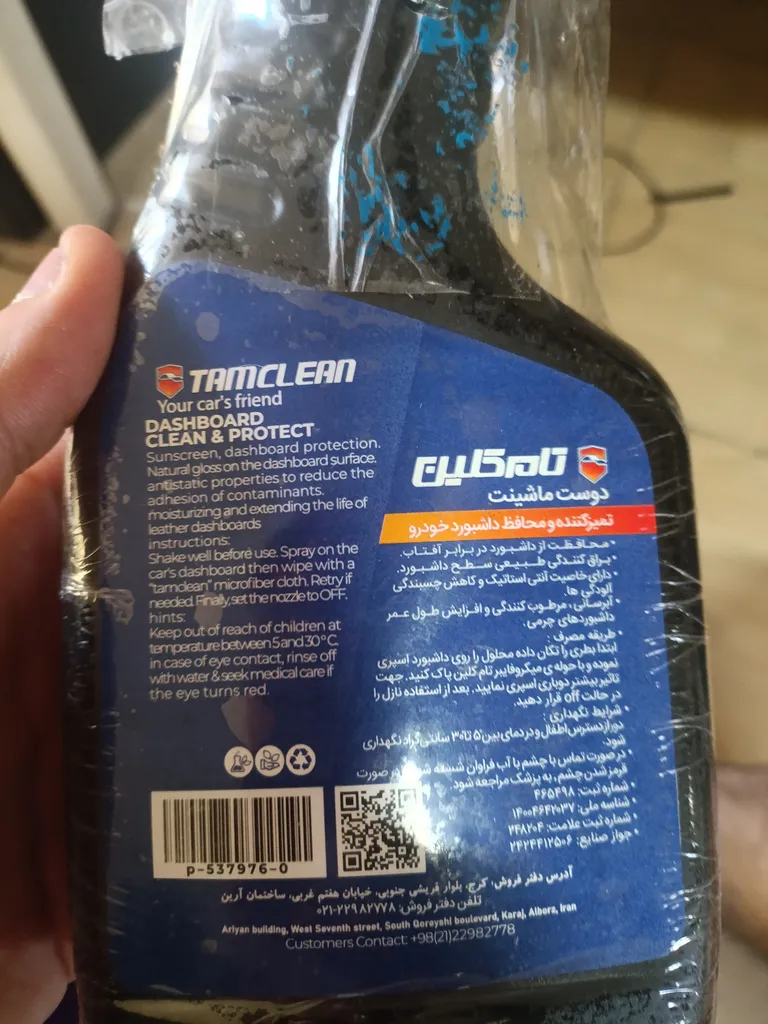 TAMCLEAN
Your car's friend
DASHBOARD
CLEAN & PROTECT
Sunscreen, dashboard protection.
Natural gloss on the dashboard surface.
antistatic properties to reduce the
adhesion of contaminants.
moisturizing and extending the life of
leather dashboards
instructions:
Shake well before use. Spray on the
car's dashboard then wipe with a
"tamclean" microfiber cloth. Retry if
needed. Finally, set the nozzle to OFF.
hints:
Keep out of reach of children at
temperature between 5 and 30°C
in case of eye contact, rinse off
with water & seek medical care if
the eye turns red.
تام‌کلین
دوست ماشینت
تمیزکننده و محافظ داشبورد خودرو
• محافظت از داشبورد در برابر آفتاب.
• براق کنندگی طبیعی سطح داشبورد.
• دارای خاصیت آنتی استاتیک و کاهش چسبندگی
آلودگی ها
• آبرسانی، مرطوب کنندگی و افزایش طول عمر
داشبوردهای چرمی.
• طریقه مصرف :
ابتدا بطری را تکان داده محلول را روی داشبورد اسپری
نموده و با حوله ی میکروفایبر تام کلین پاک کنید. جهت
تاثیر بیشتر دوباری اسپری نمایید. بعد از استفاده نازل را
در حالت off قرار دهید.
• شرایط نگهداری :
دور از دسترس اطفال و در دمای بین ۵ تا ۳۰ سانتی گراد نگهداری
شود.
• در صورت تماس با چشم با آب فراوان شسته صورت
قرمز شدن چشم، به پزشک مراجعه شود.
• شماره ثبت: ۴۶۵۴۹۸
• شناسه ملی: ۱۴۰۰۴۶۴۲۰۳۷
• شماره ثبت علامت: ۲۴۸۲۰۴
• جواز صنایع: ۲۴۲۴۴۱۲۵۰۶
p-537976-0
آدرس دفتر فروش: کرج، بلوار قریشی جنوبی، خیابان هفتم غربی، ساختمان آرین
تلفن دفتر فروش: ۰۲۱-۲۲۹۸۲۷۷۸
Ariyan building, West Seventh street, South Qorayshi boulevard, Karaj, Alborz, Iran
Customers Contact: +98(21)22982778